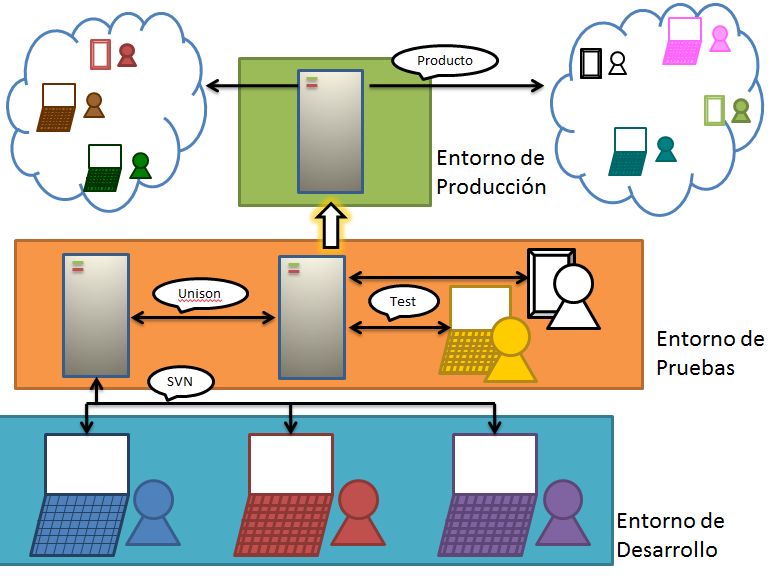 Producto
Entorno de
Producción
Unison
Test
Entorno de
Pruebas
SVN
Entorno de
Desarrollo